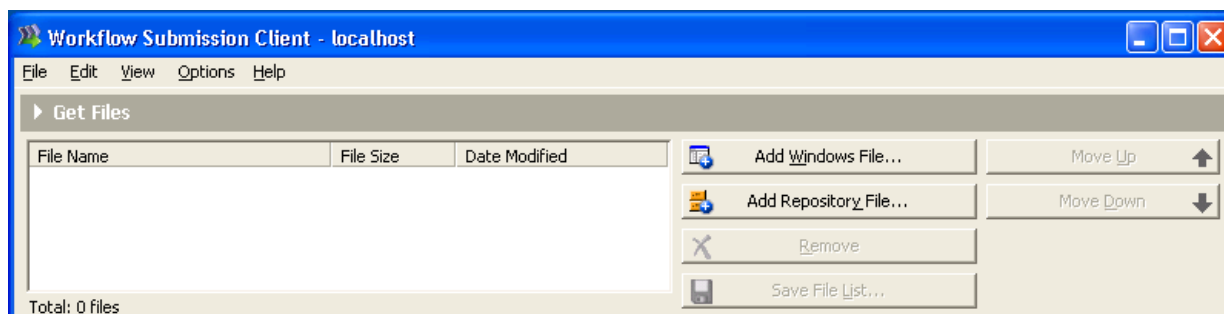 Workflow Submission Client - localhost
File Edit View Options Help
Get Files
File Name File Size Date Modified
Add Windows File... Move Up
Add Repository File... Move Down
Remove
Save File List...
Total: 0 files